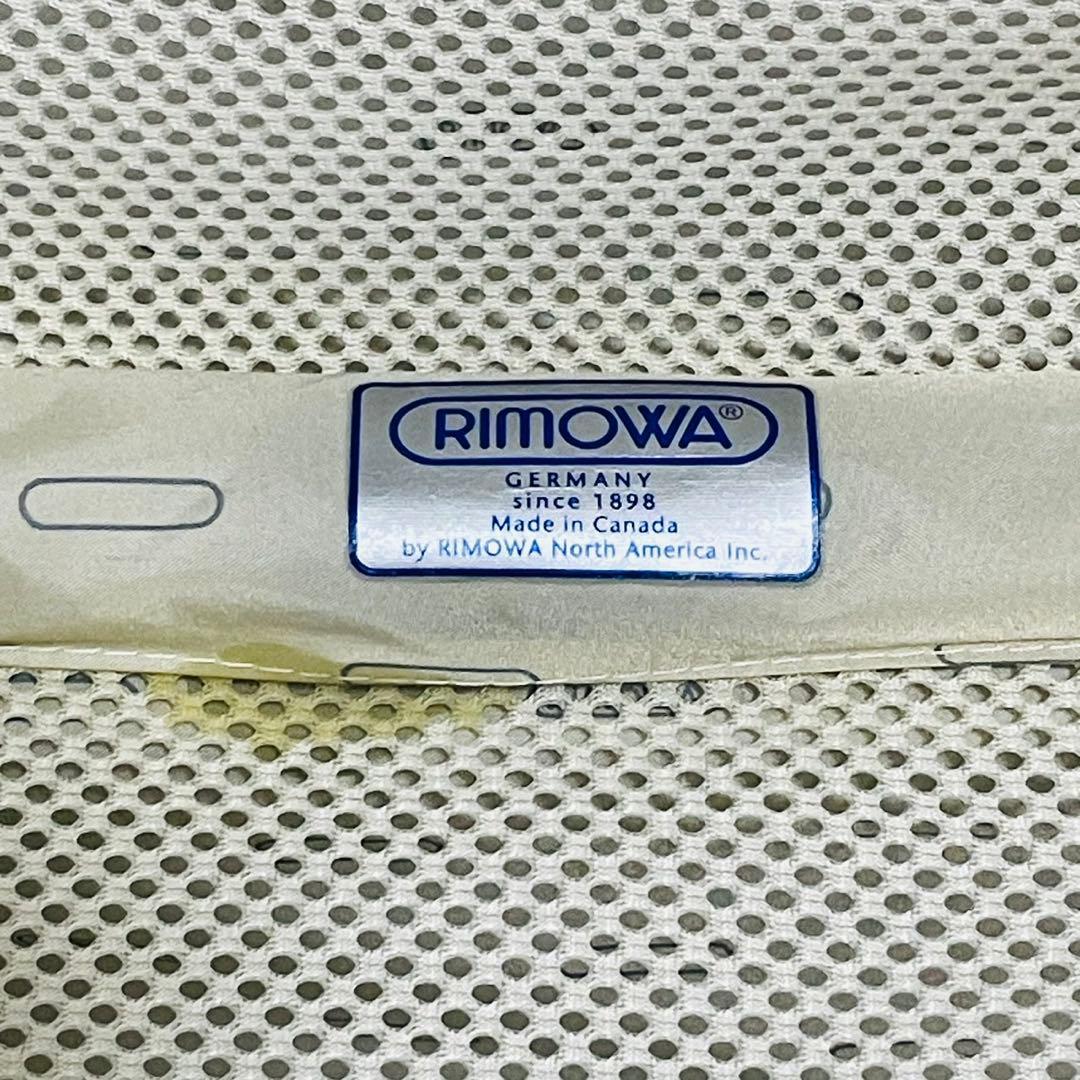 RIMOWA®
GERMANY
since 1898
Made in Canada
by RIMOWA North America Inc.